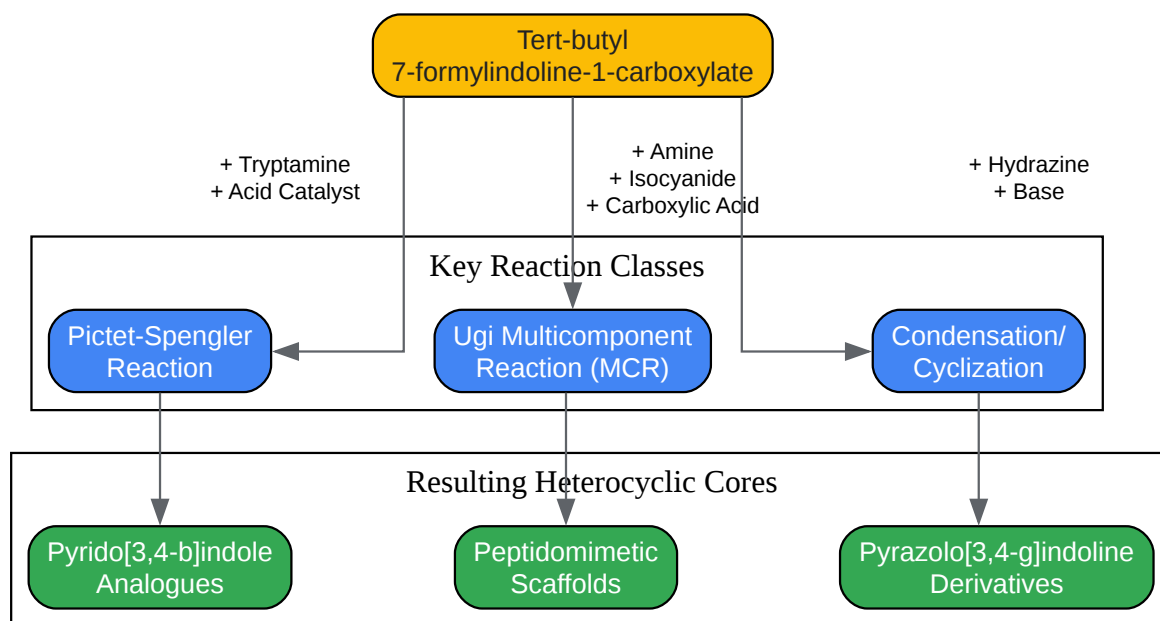 Tert-butyl
7-formylindoline-1-carboxylate
+ Tryptamine
+ Acid Catalyst
+ Amine
+ Isocyanide
+ Carboxylic Acid
+ Hydrazine
+ Base
Key Reaction Classes
Pictet-Spengler
Reaction
Ugi Multicomponent
Reaction (MCR)
Condensation/
Cyclization
Resulting Heterocyclic Cores
Pyrido[3,4-b]indole
Analogues
Peptidomimetic
Scaffolds
Pyrazolo[3,4-g]indoline
Derivatives